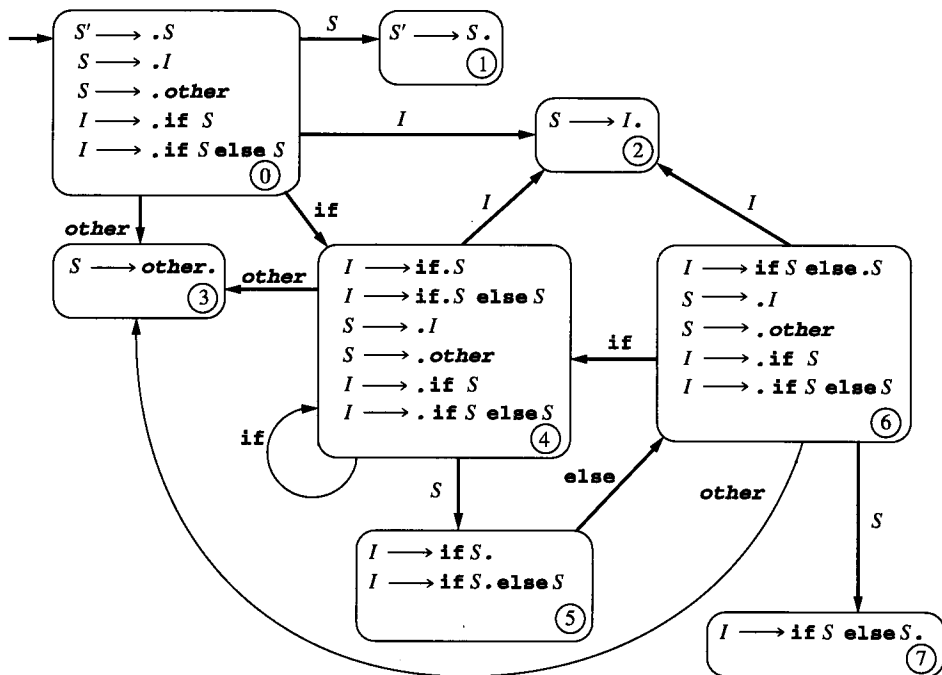 S′ ⟶ .S
S ⟶ .I
S ⟶ .other
I ⟶ .if S
I ⟶ .if S else S
0
S
S′ ⟶ S.
1
I
S ⟶ I.
2
other
if
I
I
S ⟶ other.
3
other
I ⟶ if.S
I ⟶ if.S else S
S ⟶ .I
S ⟶ .other
I ⟶ .if S
I ⟶ .if S else S
4
if
if
I ⟶ if S else.S
S ⟶ .I
S ⟶ .other
I ⟶ .if S
I ⟶ .if S else S
6
S
else
other
S
I ⟶ if S.
I ⟶ if S.else S
5
I ⟶ if S else S.
7